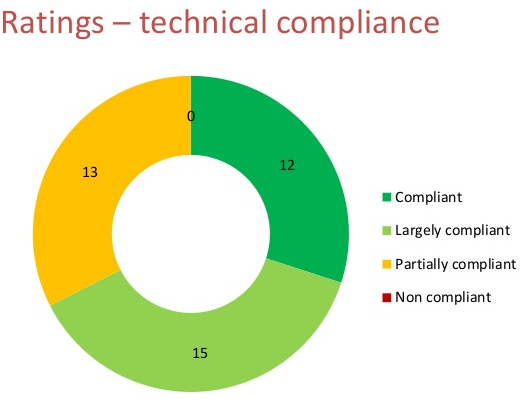 Ratings – technical compliance
0
12
13
15
Compliant
Largely compliant
Partially compliant
Non compliant